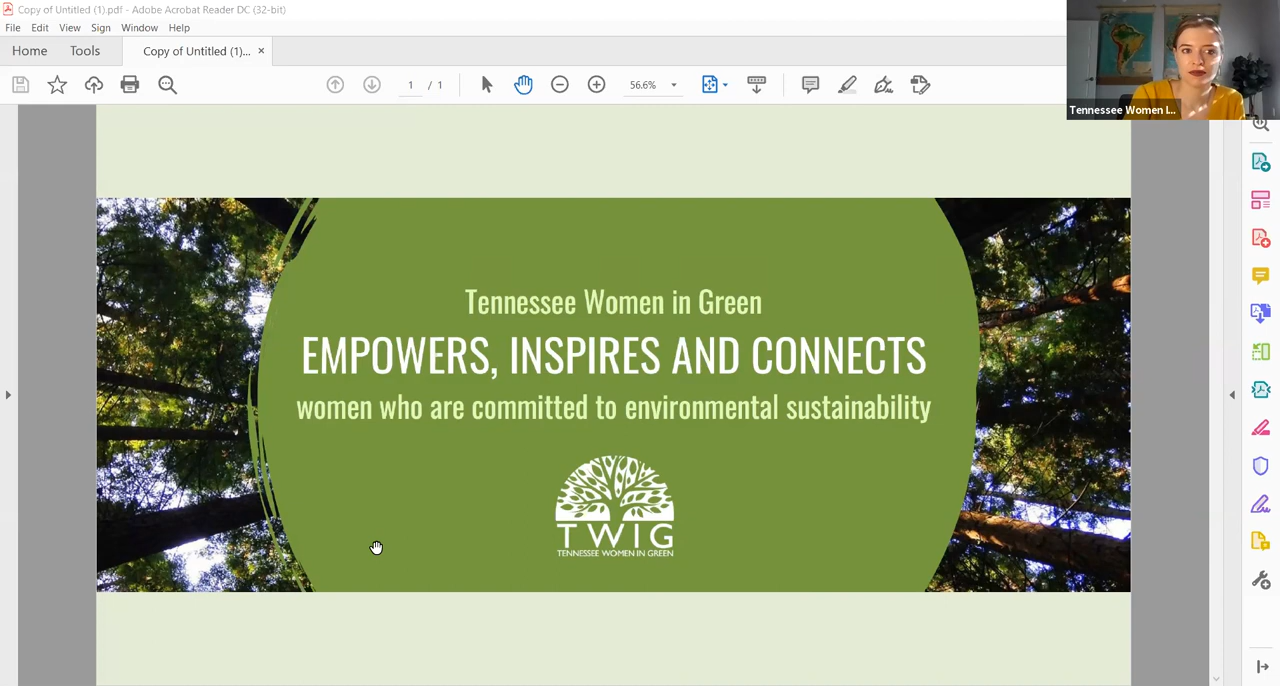 Copy of Untitled (1).pdf - Adobe Acrobat Reader DC (32-bit)
File Edit View Sign Window Help
Home Tools Copy of Untitled (1)... ×
1 / 1 56.6%
Tennessee Women I...
Tennessee Women in Green
EMPOWERS, INSPIRES AND CONNECTS
women who are committed to environmental sustainability
TWIG
TENNESSEE WOMEN IN GREEN